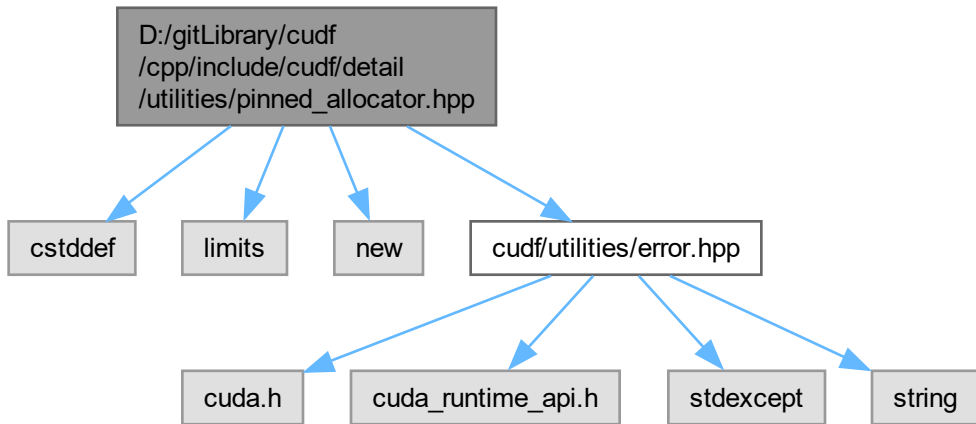 D:/gitLibrary/cudf
/cpp/include/cudf/detail
/utilities/pinned_allocator.hpp
cstddef
limits
new
cudf/utilities/error.hpp
cuda.h
cuda_runtime_api.h
stdexcept
string